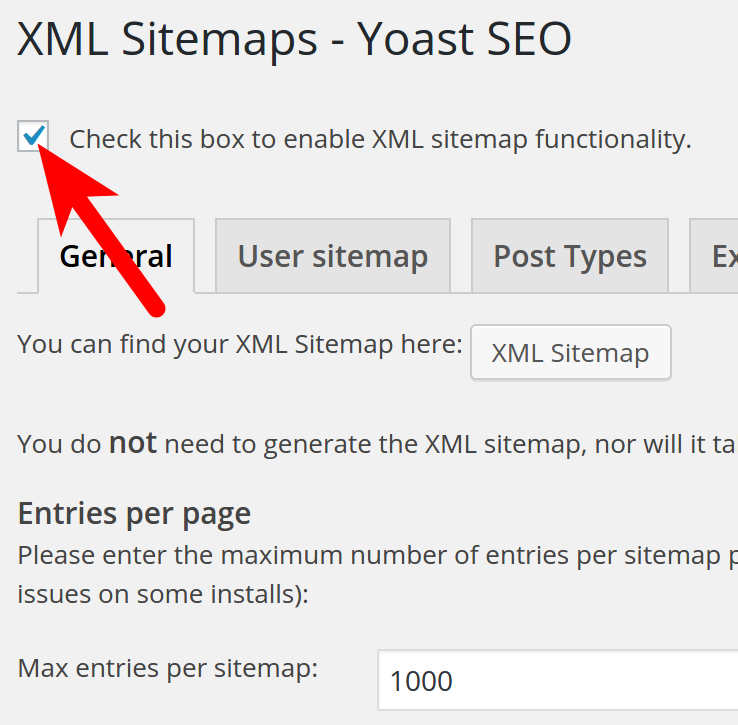 XML Sitemaps - Yoast SEO
Check this box to enable XML sitemap functionality.
General User sitemap Post Types Ex
You can find your XML Sitemap here: XML Sitemap
You do not need to generate the XML sitemap, nor will it ta
Entries per page
Please enter the maximum number of entries per sitemap p
issues on some installs):
Max entries per sitemap: 1000